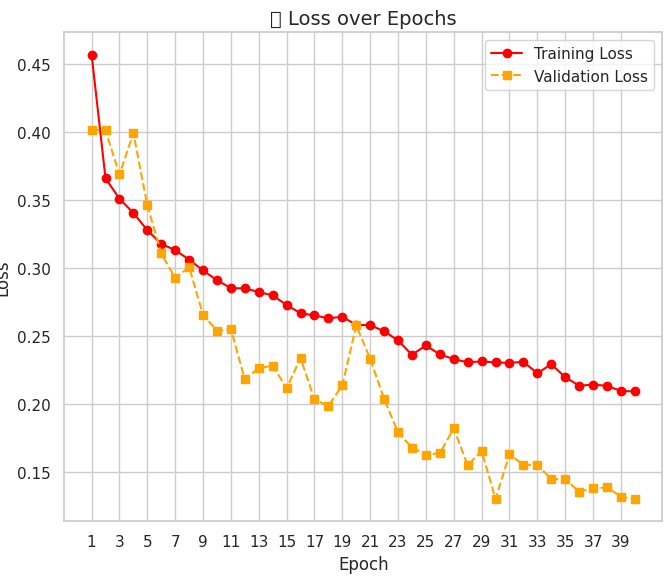 Loss over Epochs
Training Loss
Validation Loss
0.45
0.40
0.35
0.30
0.25
0.20
0.15
Loss
1 3 5 7 9 11 13 15 17 19 21 23 25 27 29 31 33 35 37 39
Epoch